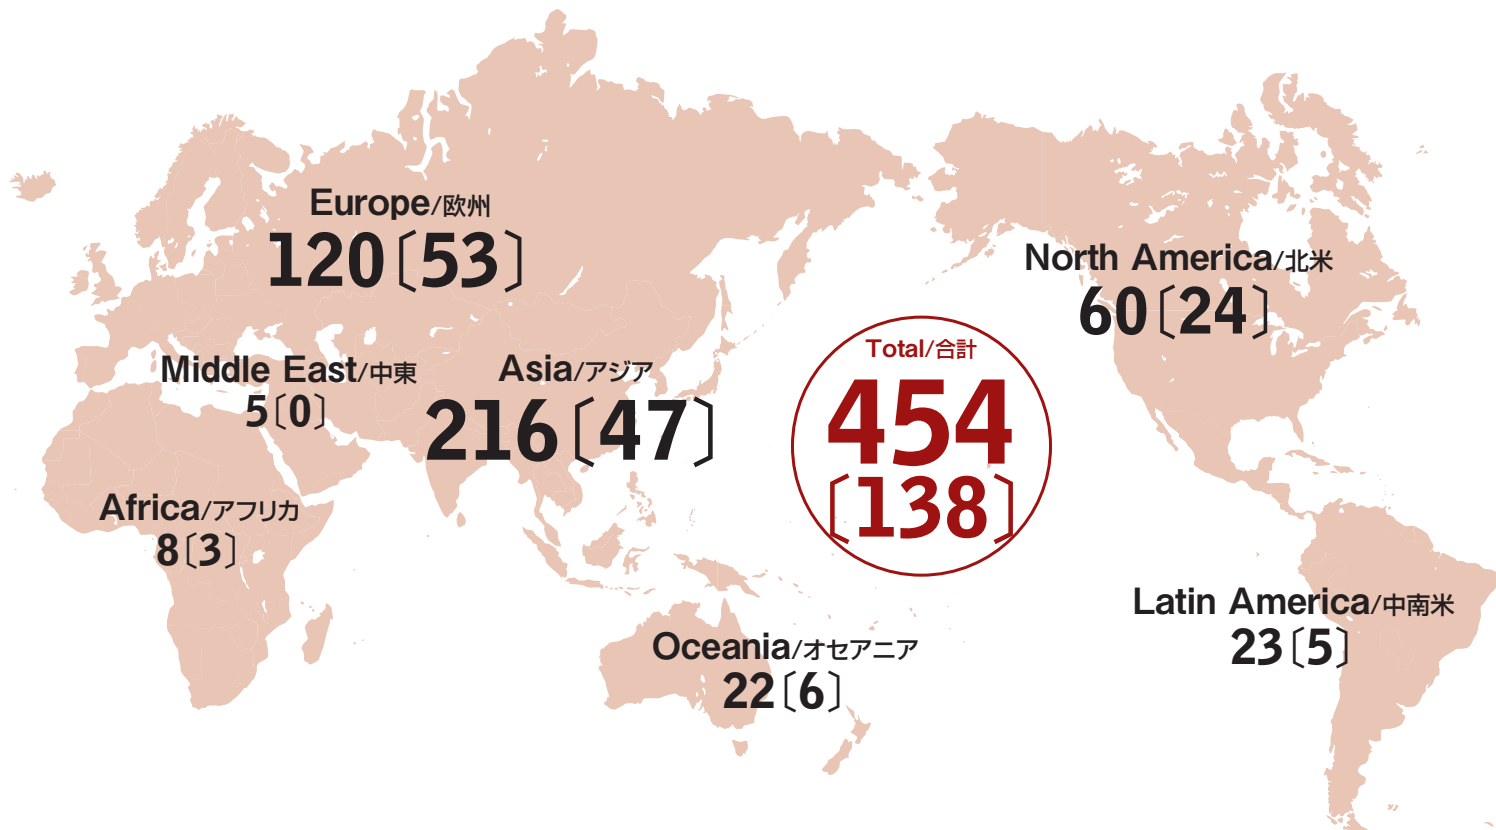 Europe/欧州
120〔53〕
North America/北米
60〔24〕
Total/合計
454
〔138〕
Middle East/中東
5〔0〕
Asia/アジア
216〔47〕
Africa/アフリカ
8〔3〕
Latin America/中南米
23〔5〕
Oceania/オセアニア
22〔6〕